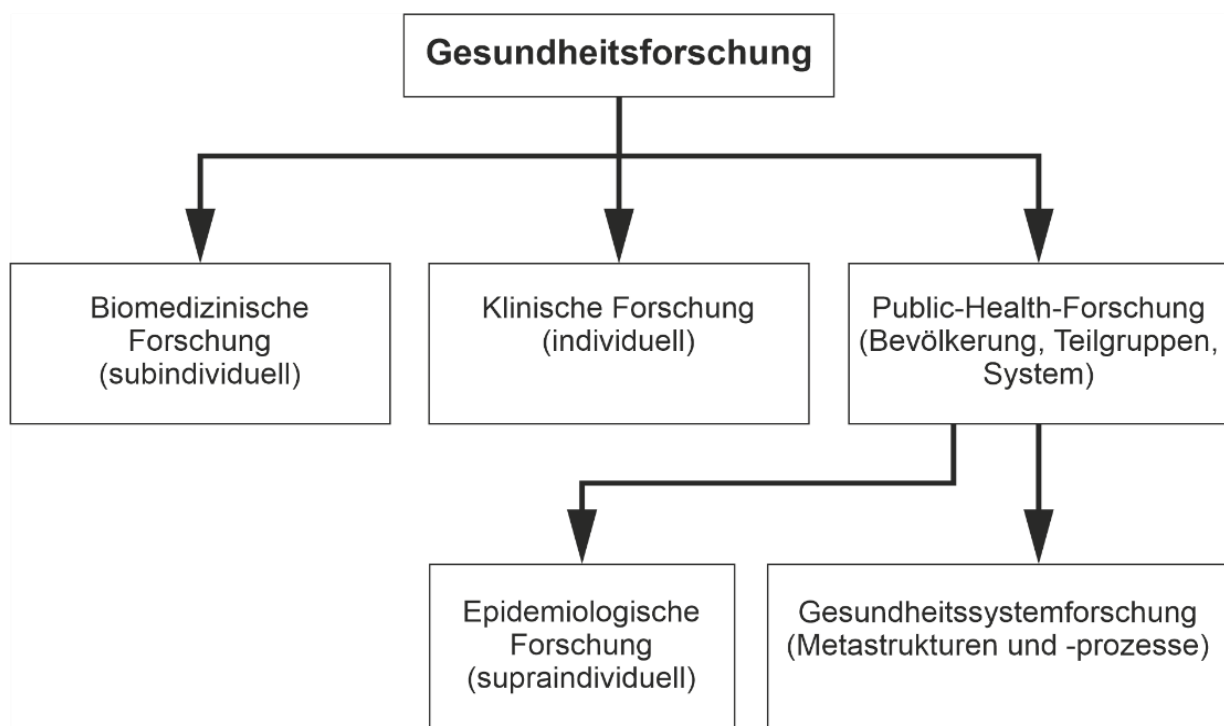 Gesundheitsforschung
Biomedizinische
Forschung
(subindividuell)
Klinische Forschung
(individuell)
Public-Health-Forschung
(Bevölkerung, Teilgruppen,
System)
Epidemiologische
Forschung
(supraindividuell)
Gesundheitssystemforschung
(Metastrukturen und -prozesse)